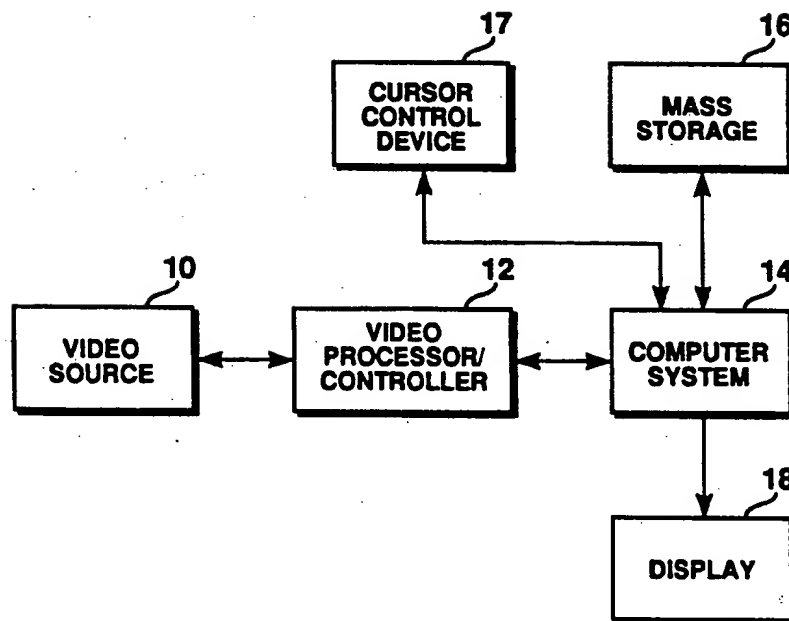 17
CURSOR
CONTROL
DEVICE
16
MASS
STORAGE
10
VIDEO
SOURCE
12
VIDEO
PROCESSOR/
CONTROLLER
14
COMPUTER
SYSTEM
18
DISPLAY